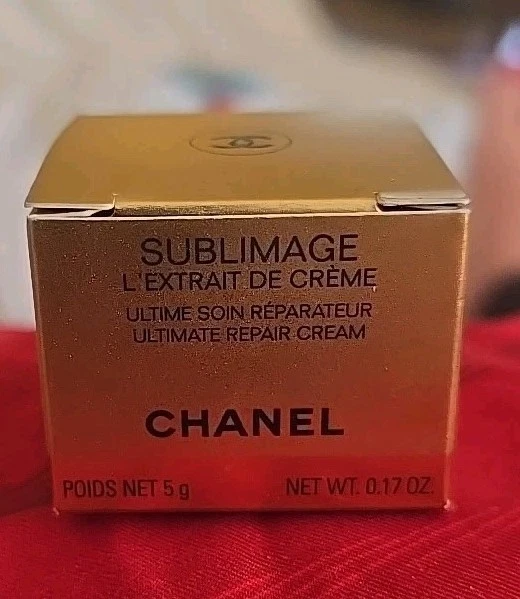 SUBLIMAGE
L'EXTRAIT DE CRÈME
ULTIME SOIN RÉPARATEUR
ULTIMATE REPAIR CREAM
CHANEL
POIDS NET 5 g NET WT. 0.17 OZ.